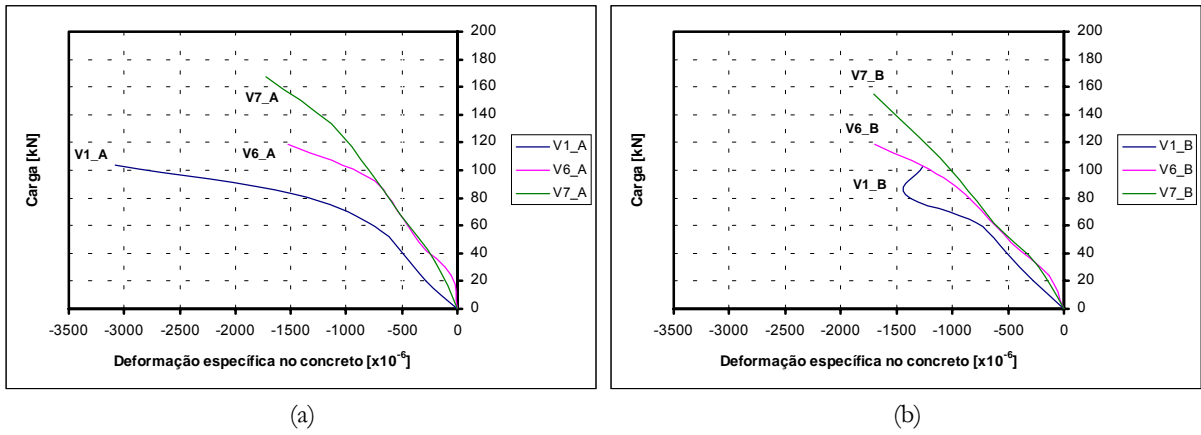 200
180
160
140
120
100
80
60
40
20
0
-3500 -3000 -2500 -2000 -1500 -1000 -500 0
Deformação específica no concreto [x10-6]
Carga [kN]
V7_A
V6_A
V1_A
V1_A
V6_A
V7_A
(a)
200
180
160
140
120
100
80
60
40
20
0
-3500 -3000 -2500 -2000 -1500 -1000 -500 0
Deformação específica no concreto [x10-6]
Carga [kN]
V7_B
V6_B
V1_B
V1_B
V6_B
V7_B
(b)